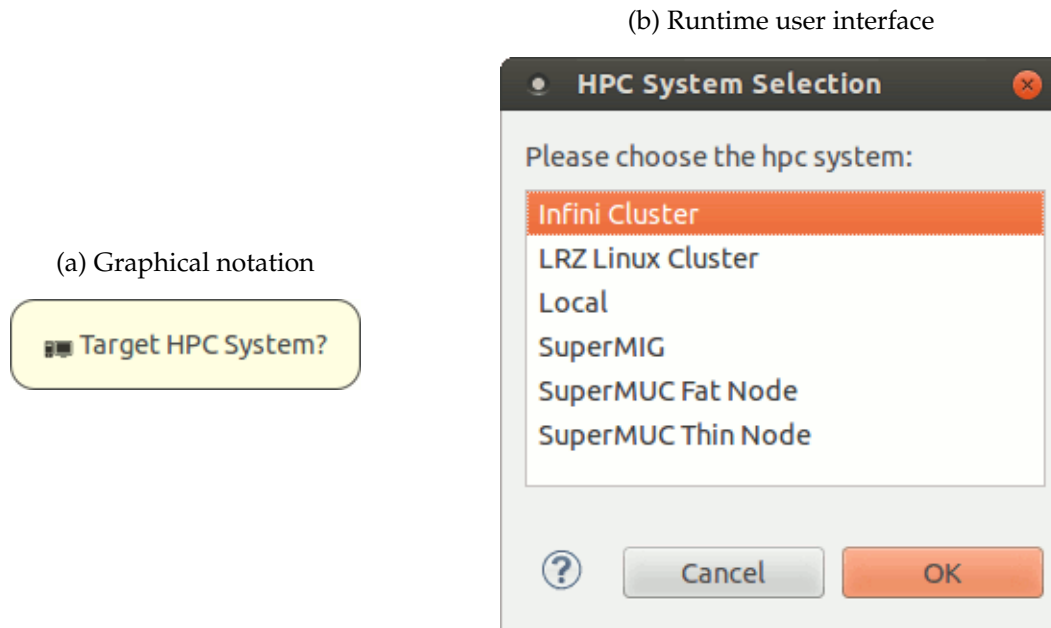 (b) Runtime user interface
HPC System Selection
Please choose the hpc system:
Infini Cluster
LRZ Linux Cluster
(a) Graphical notation
Local
Target HPC System?
SuperMIG
SuperMUC Fat Node
SuperMUC Thin Node
?
Cancel
OK